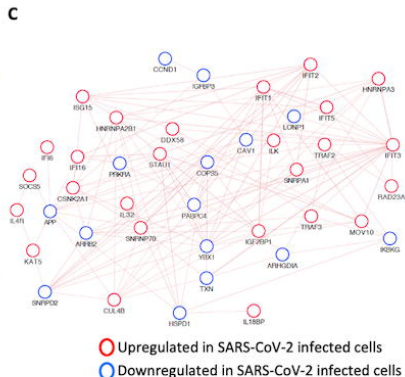 C
CCND1
IGFBP3
IFIT2
HNRNPA3
IFIT1
ISG15
IFIT5
HNRNPA2B1
LONP1
DDX58
CAV1
ILK
TRAF2
IFIT3
IFI6
IFI16
STAU1
PRKRA
COPS5
SNRPA1
SOCS5
CSNK2A1
RAD23A
IL4R
APP
IL32
PABPC4
ARRB2
SNRNP70
IGF2BP1
TRAF3
MOV10
KAT5
YBX1
ARHGDIA
IKBKG
TXN
SNRPD2
CUL4B
HSPD1
IL18BP
Upregulated in SARS-CoV-2 infected cells
Downregulated in SARS-CoV-2 infected cells